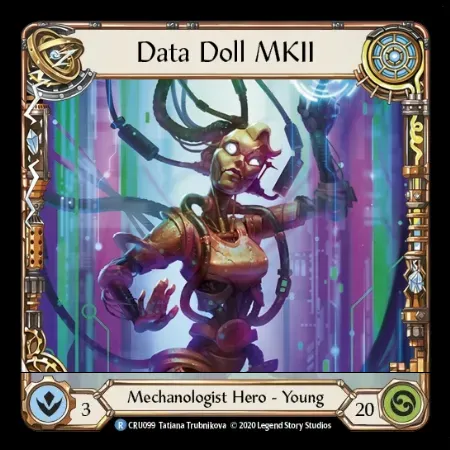 Data Doll MKII
3
Mechanologist Hero - Young
20
R CRU099 Tatiana Trubnikova © 2020 Legend Story Studios